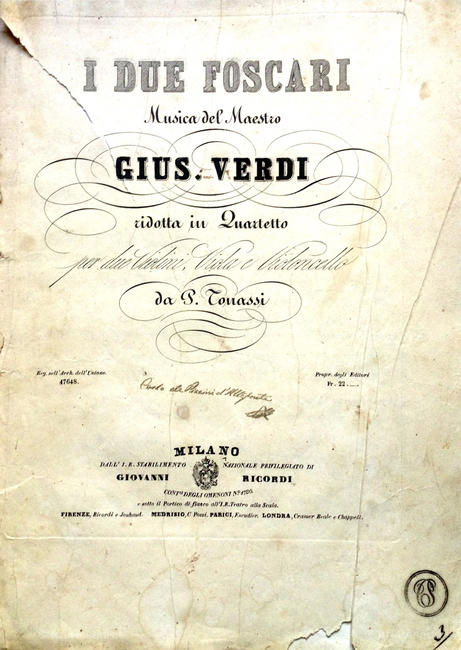 I DUE FOSCARI
Musica del Maestro
GIUS. VERDI
ridotta in Quartetto
per due Violini, Viola e Violoncello
da P. Tonassi
Reg. nell'Arch. dell'Unione. Propr. degli Editori
47648. Fr. 22
MILANO
DALL' I. R. STABILIMENTO NAZIONALE PRIVILEGIATO DI
GIOVANNI RICORDI
CONTª DEGLI OMENONI Nº 1720.
e sotto il Portico di fianco all'I.R. Teatro alla Scala.
FIRENZE, Ricordi e Jouhaud. MEDRISIO, C. Pozzi. PARIGI, Escudier. LONDRA, Cramer Beale e Chappell.
3/